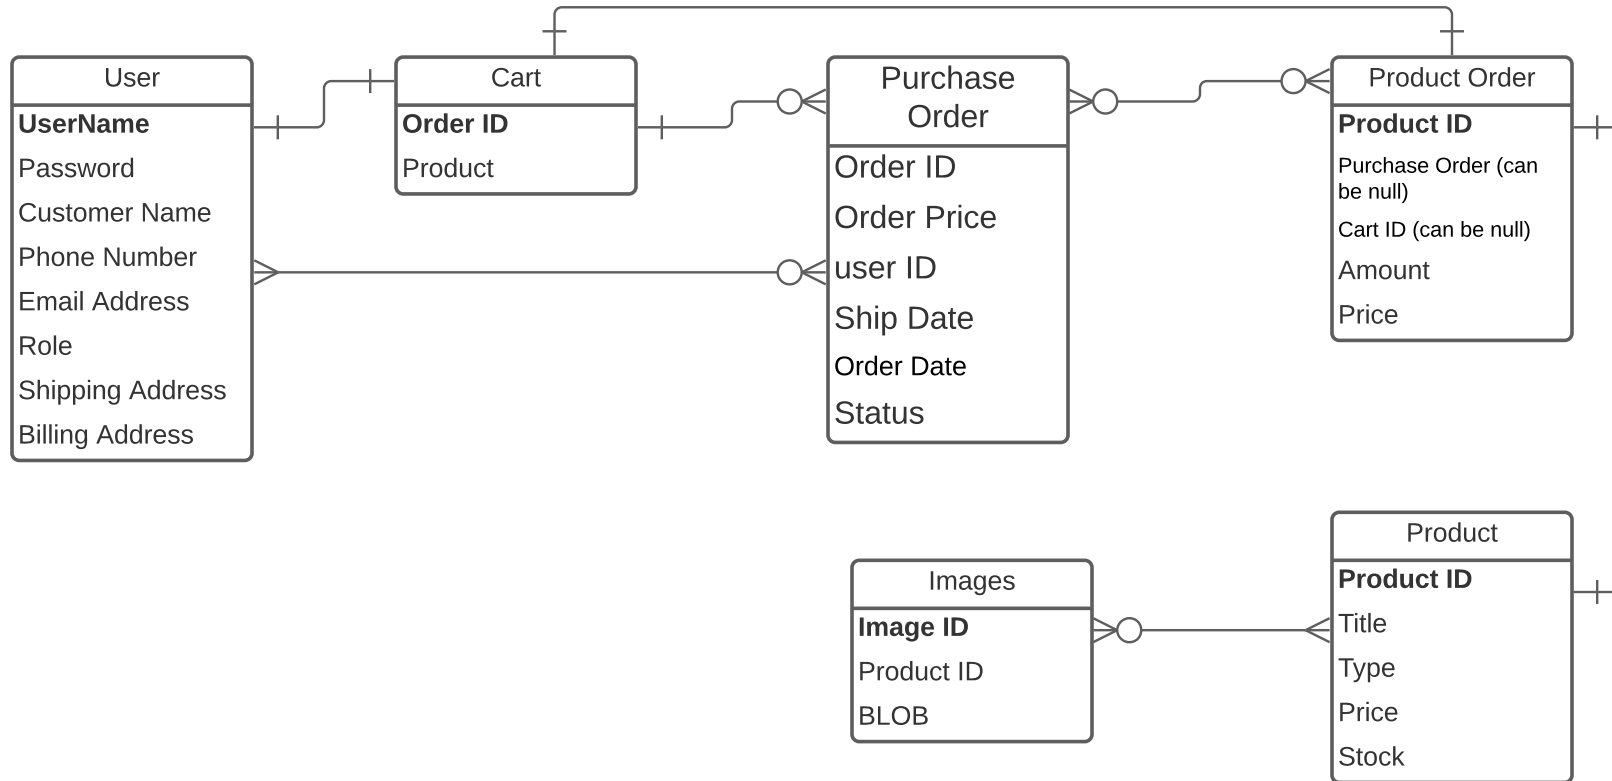 User
UserName
Password
Customer Name
Phone Number
Email Address
Role
Shipping Address
Billing Address
Cart
Order ID
Product
Purchase
Order
Order ID
Order Price
user ID
Ship Date
Order Date
Status
Product Order
Product ID
Purchase Order (can
be null)
Cart ID (can be null)
Amount
Price
Images
Image ID
Product ID
BLOB
Product
Product ID
Title
Type
Price
Stock